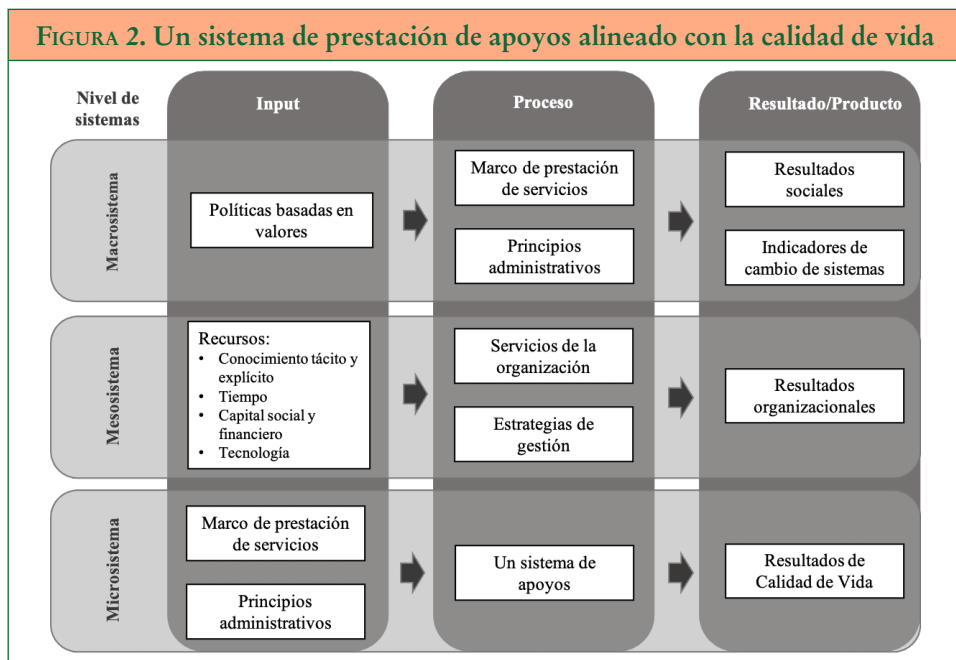 FIGURA 2. Un sistema de prestación de apoyos alineado con la calidad de vida
Nivel de
sistemas
Input
Proceso
Resultado/Producto
Macrosistema
Políticas basadas en
valores
Marco de prestación
de servicios
Principios
administrativos
Resultados
sociales
Indicadores de
cambio de sistemas
Mesosistema
Recursos:
• Conocimiento tácito y
explícito
• Tiempo
• Capital social y
financiero
• Tecnología
Servicios de la
organización
Estrategias de
gestión
Resultados
organizacionales
Microsistema
Marco de prestación
de servicios
Principios
administrativos
Un sistema de
apoyos
Resultados de
Calidad de Vida